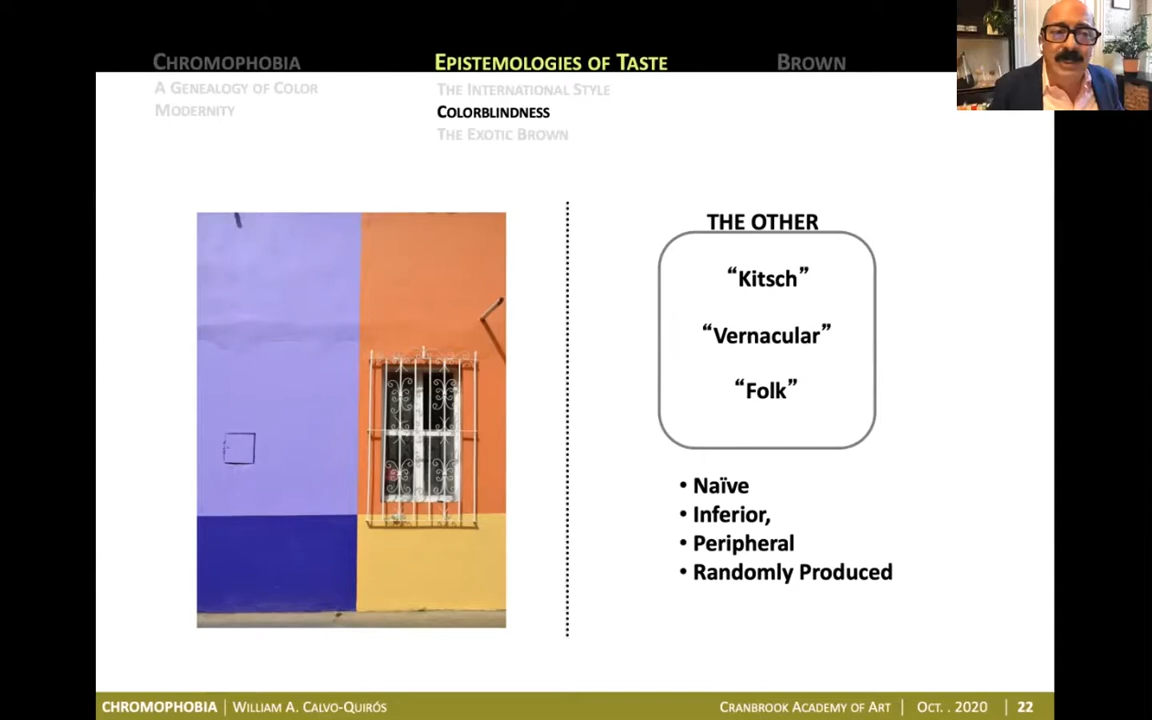 CHROMOPHOBIA
A GENEALOGY OF COLOR
MODERNITY
EPISTEMOLOGIES OF TASTE
THE INTERNATIONAL STYLE
COLORBLINDNESS
THE EXOTIC BROWN
BROWN
THE OTHER
“Kitsch”
“Vernacular”
“Folk”
• Naïve
• Inferior,
• Peripheral
• Randomly Produced
CHROMOPHOBIA | WILLIAM A. CALVO-QUIRÓS
CRANBROOK ACADEMY OF ART | OCT. . 2020 | 22